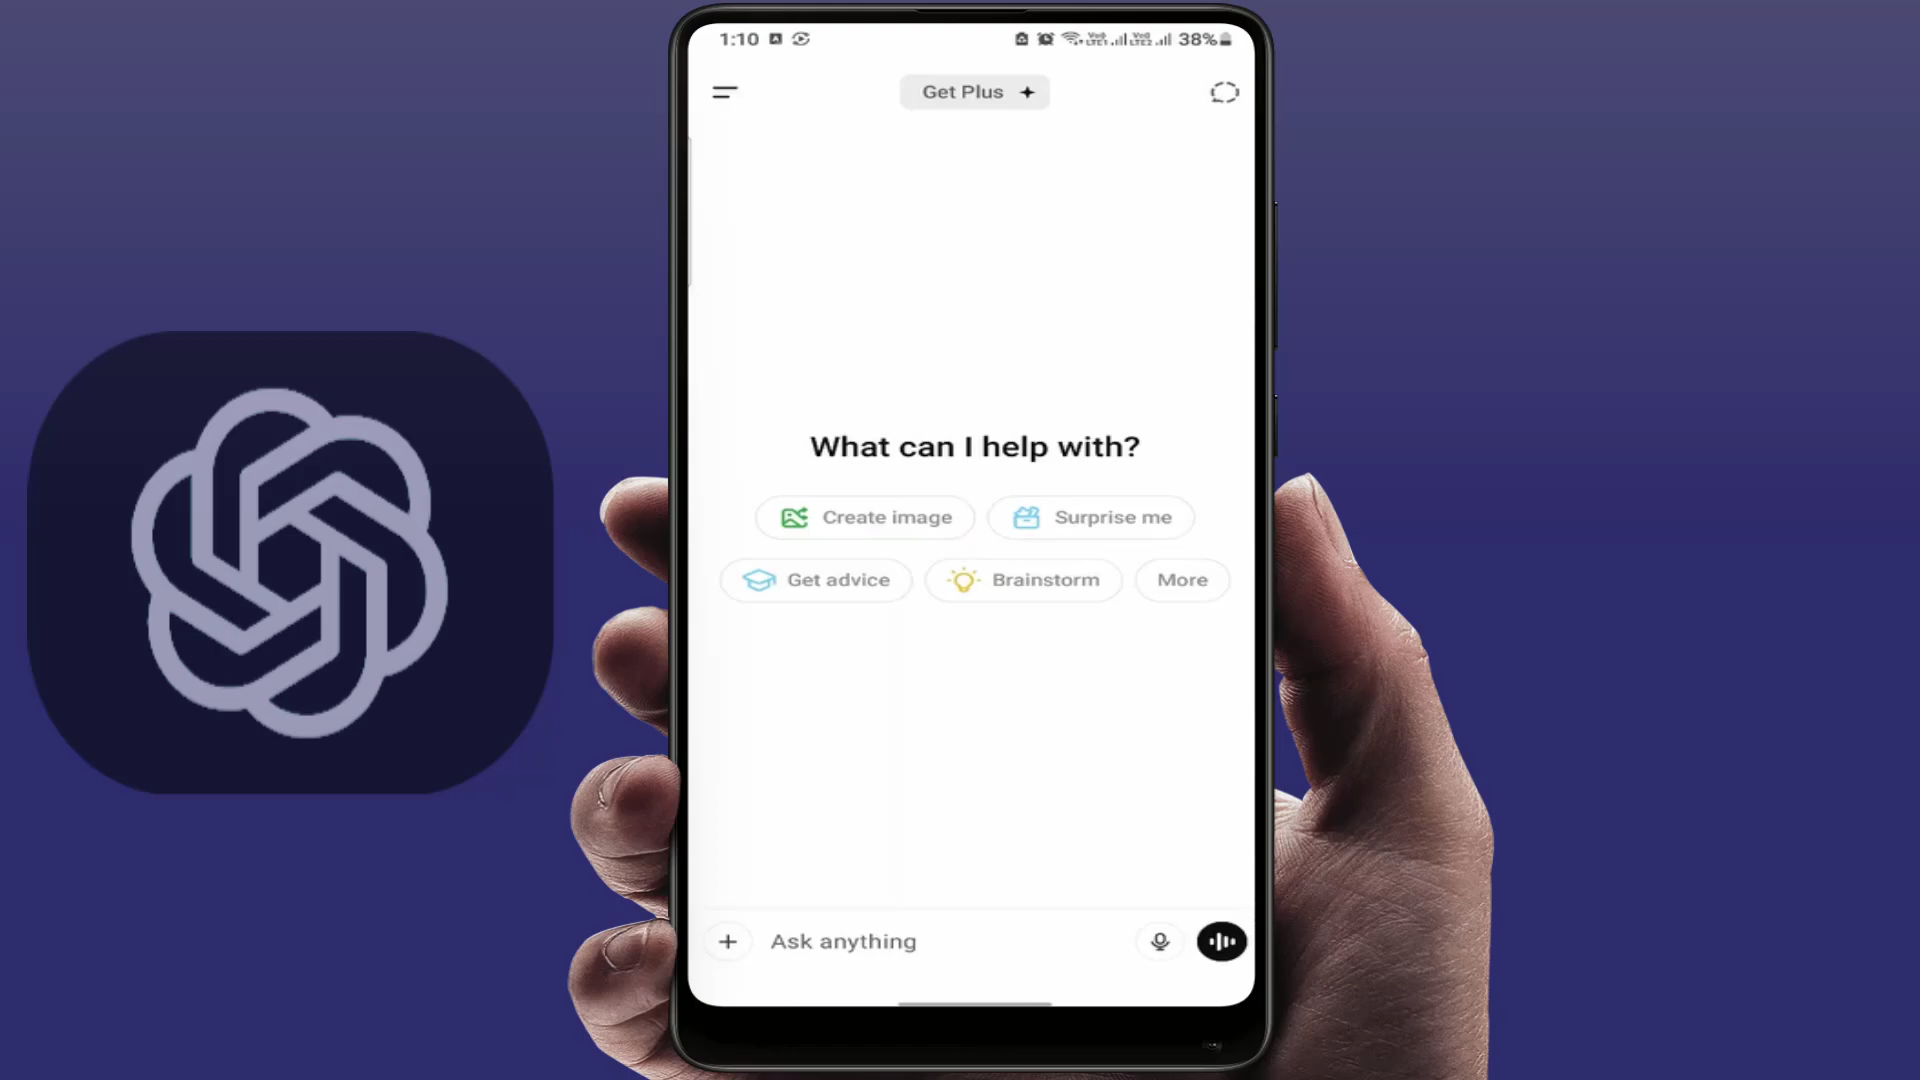 1:10
38%
Get Plus
What can I help with?
Create image
Surprise me
Get advice
Brainstorm
More
Ask anything